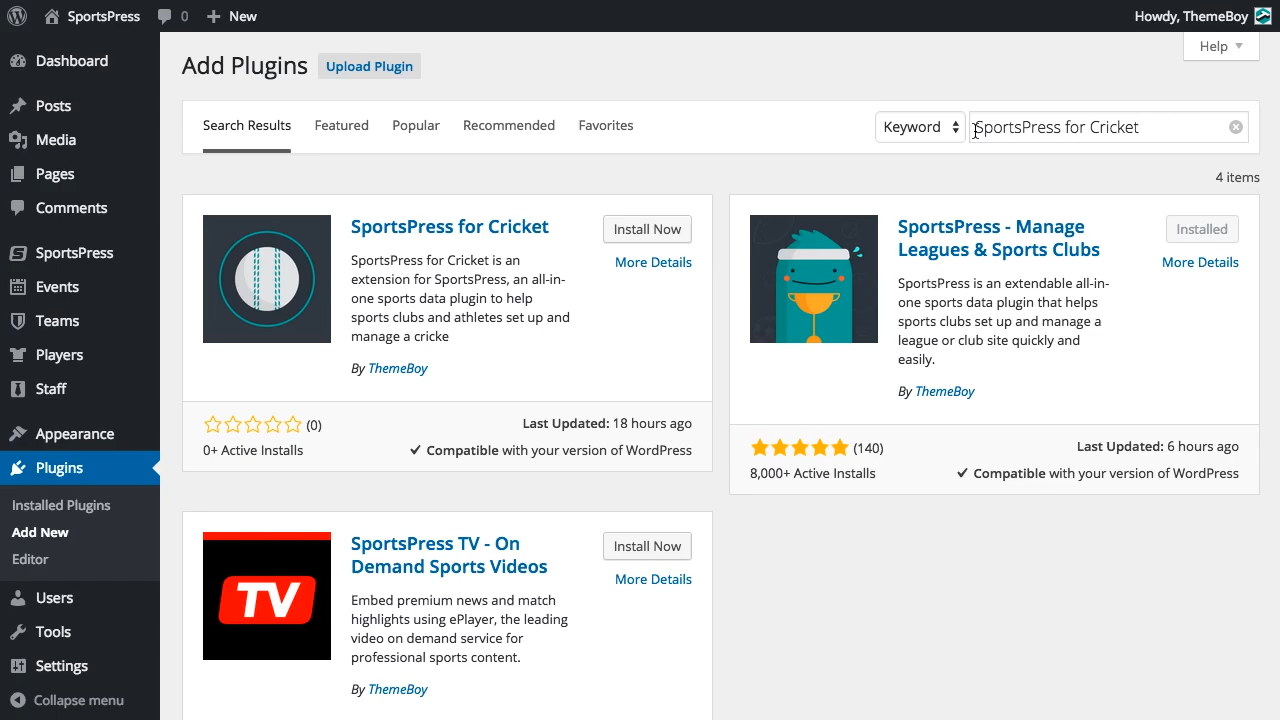 SportsPress
0
New
Howdy, ThemeBoy
Help
Dashboard
Posts
Media
Pages
Comments
SportsPress
Events
Teams
Players
Staff
Appearance
Plugins
Installed Plugins
Add New
Editor
Users
Tools
Settings
Collapse menu
Add Plugins
Upload Plugin
Search Results
Featured
Popular
Recommended
Favorites
Keyword
SportsPress for Cricket
4 items
SportsPress for Cricket
Install Now
More Details
SportsPress for Cricket is an
extension for SportsPress, an all-in-
one sports data plugin to help
sports clubs and athletes set up and
manage a cricke
By ThemeBoy
(0)
Last Updated: 18 hours ago
0+ Active Installs
Compatible with your version of WordPress
SportsPress - Manage
Leagues & Sports Clubs
Installed
More Details
SportsPress is an extendable all-in-
one sports data plugin that helps
sports clubs set up and manage a
league or club site quickly and
easily.
By ThemeBoy
(140)
Last Updated: 6 hours ago
8,000+ Active Installs
Compatible with your version of WordPress
TV
SportsPress TV - On
Demand Sports Videos
Install Now
More Details
Embed premium news and match
highlights using ePlayer, the leading
video on demand service for
professional sports content.
By ThemeBoy